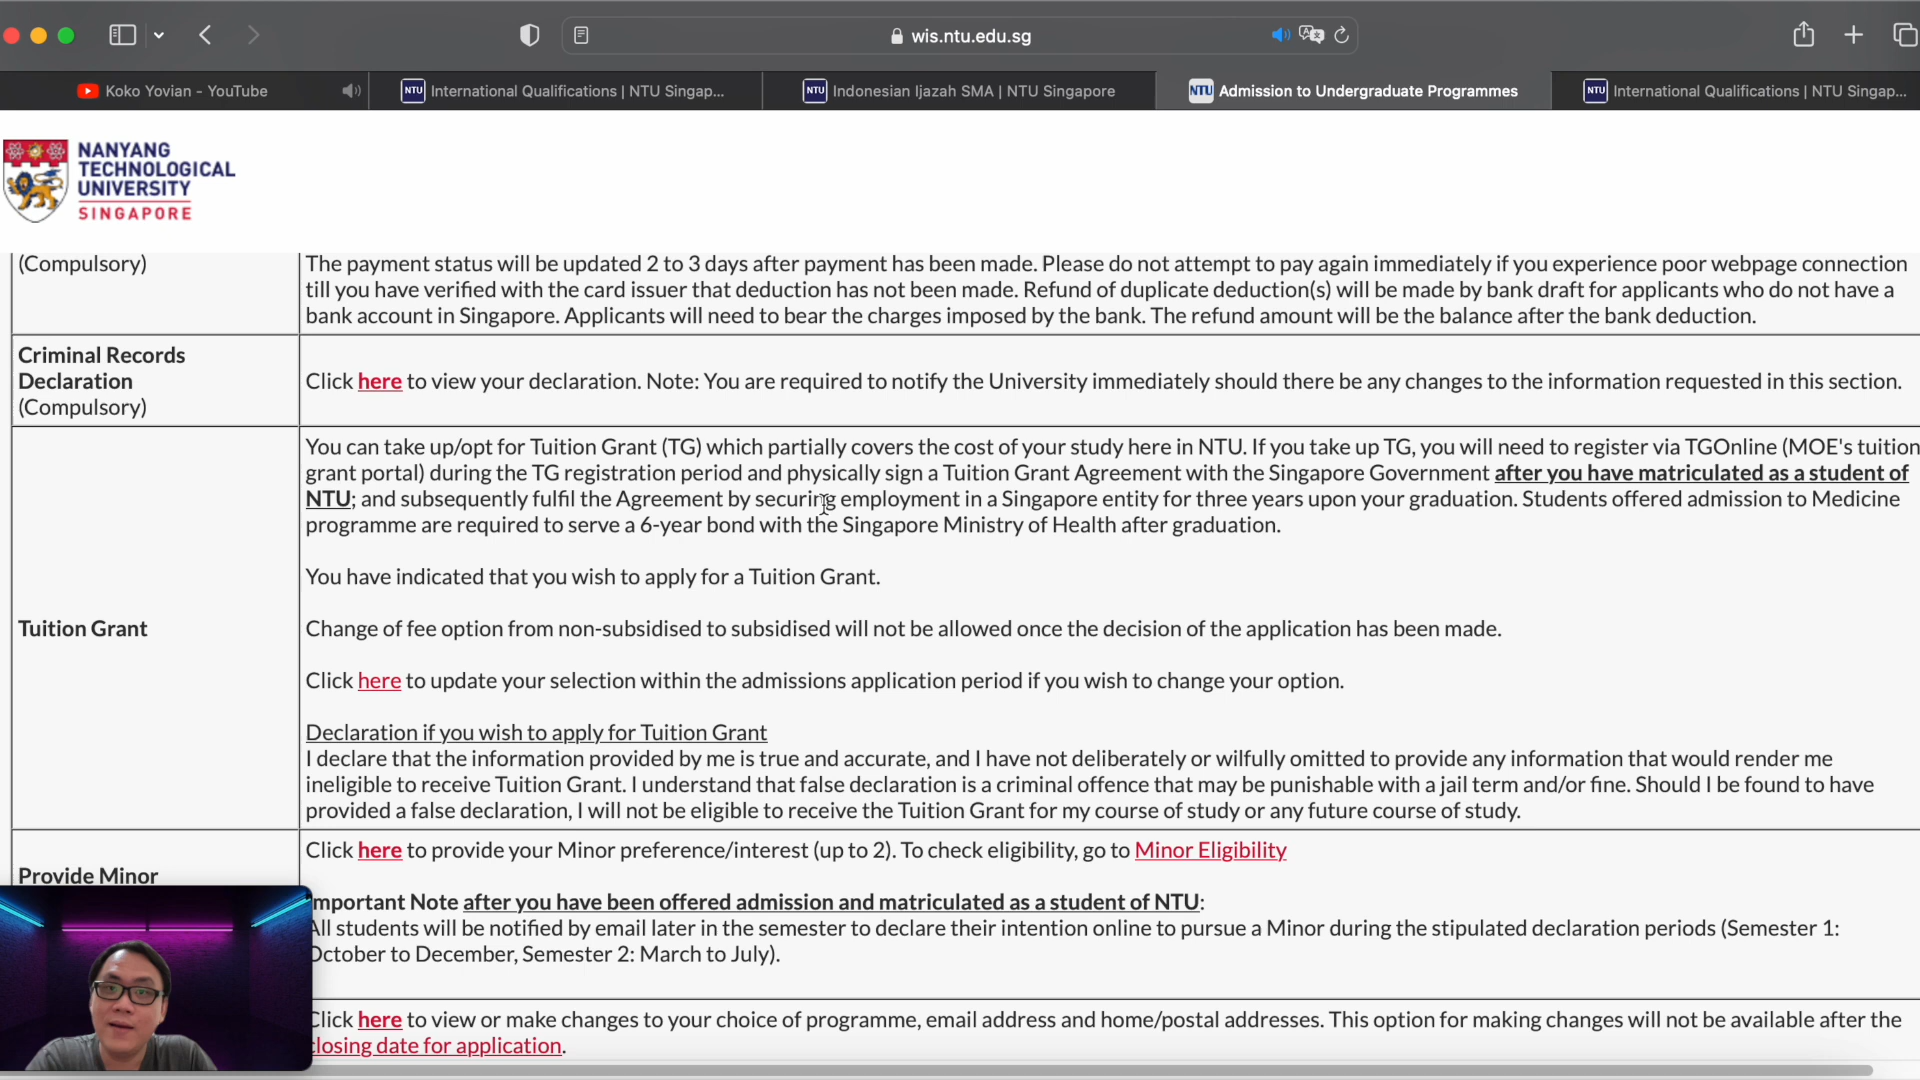 wis.ntu.edu.sg
Koko Yovian - YouTube
NTU International Qualifications | NTU Singap...
NTU Indonesian Ijazah SMA | NTU Singapore
NTU Admission to Undergraduate Programmes
NTU International Qualifications | NTU Singap...
NANYANG
TECHNOLOGICAL
UNIVERSITY
SINGAPORE
(Compulsory)
The payment status will be updated 2 to 3 days after payment has been made. Please do not attempt to pay again immediately if you experience poor webpage connection
till you have verified with the card issuer that deduction has not been made. Refund of duplicate deduction(s) will be made by bank draft for applicants who do not have a
bank account in Singapore. Applicants will need to bear the charges imposed by the bank. The refund amount will be the balance after the bank deduction.
Criminal Records
Declaration
(Compulsory)
Click here to view your declaration. Note: You are required to notify the University immediately should there be any changes to the information requested in this section.
Tuition Grant
You can take up/opt for Tuition Grant (TG) which partially covers the cost of your study here in NTU. If you take up TG, you will need to register via TGOnline (MOE's tuition
grant portal) during the TG registration period and physically sign a Tuition Grant Agreement with the Singapore Government after you have matriculated as a student of
NTU; and subsequently fulfil the Agreement by securing employment in a Singapore entity for three years upon your graduation. Students offered admission to Medicine
programme are required to serve a 6-year bond with the Singapore Ministry of Health after graduation.
You have indicated that you wish to apply for a Tuition Grant.
Change of fee option from non-subsidised to subsidised will not be allowed once the decision of the application has been made.
Click here to update your selection within the admissions application period if you wish to change your option.
Declaration if you wish to apply for Tuition Grant
I declare that the information provided by me is true and accurate, and I have not deliberately or wilfully omitted to provide any information that would render me
ineligible to receive Tuition Grant. I understand that false declaration is a criminal offence that may be punishable with a jail term and/or fine. Should I be found to have
provided a false declaration, I will not be eligible to receive the Tuition Grant for my course of study or any future course of study.
Provide Minor
Click here to provide your Minor preference/interest (up to 2). To check eligibility, go to Minor Eligibility
mportant Note after you have been offered admission and matriculated as a student of NTU:
All students will be notified by email later in the semester to declare their intention online to pursue a Minor during the stipulated declaration periods (Semester 1:
October to December, Semester 2: March to July).
Click here to view or make changes to your choice of programme, email address and home/postal addresses. This option for making changes will not be available after the
closing date for application.